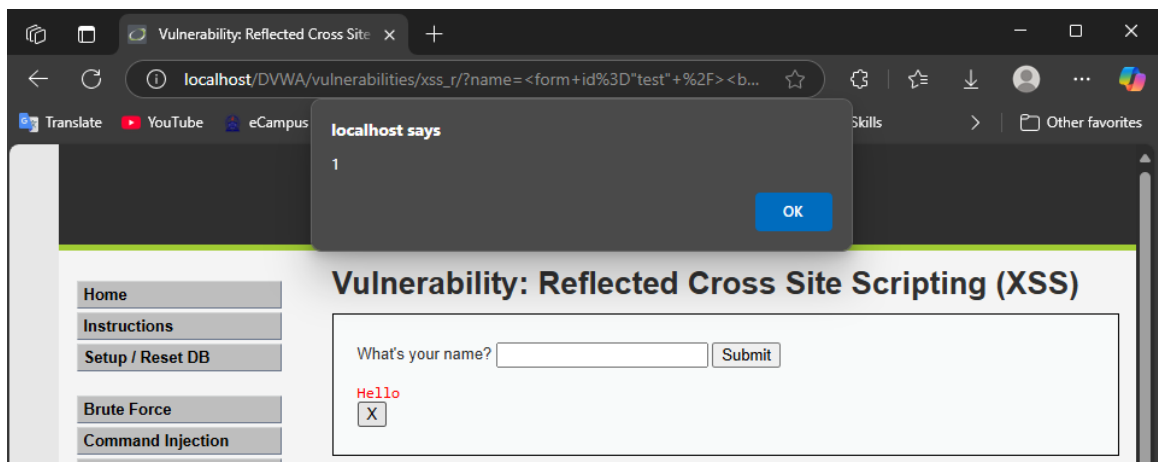 Vulnerability: Reflected Cross Site
localhost/DVWA/vulnerabilities/xss_r/?name=<form+id%3D"test"+%2F><b...
Translate YouTube eCampus Skills Other favorites
localhost says
1
OK
Vulnerability: Reflected Cross Site Scripting (XSS)
Home
Instructions
Setup / Reset DB
Brute Force
Command Injection
What's your name? Submit
Hello
X